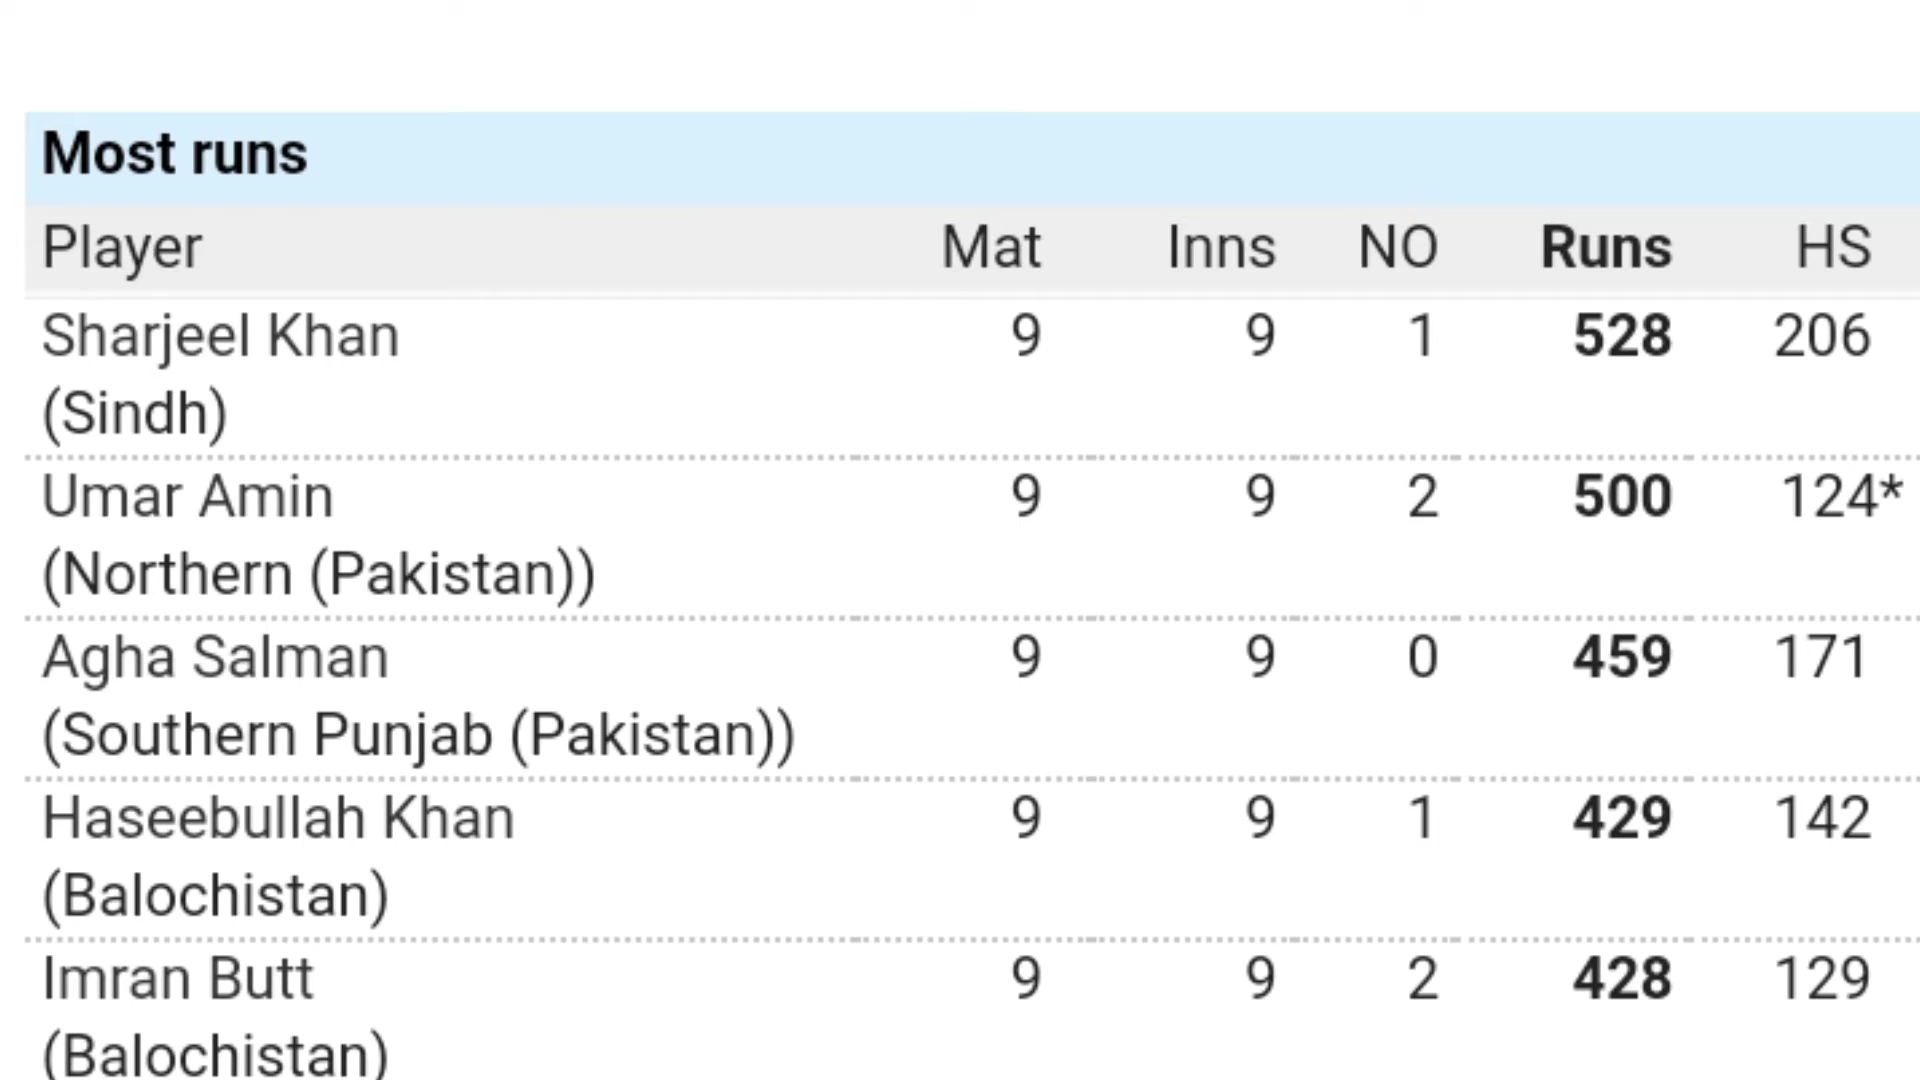 Most runs
Player Mat Inns NO Runs HS
Sharjeel Khan 9 9 1 528 206
(Sindh)
Umar Amin 9 9 2 500 124*
(Northern (Pakistan))
Agha Salman 9 9 0 459 171
(Southern Punjab (Pakistan))
Haseebullah Khan 9 9 1 429 142
(Balochistan)
Imran Butt 9 9 2 428 129
(Balochistan)